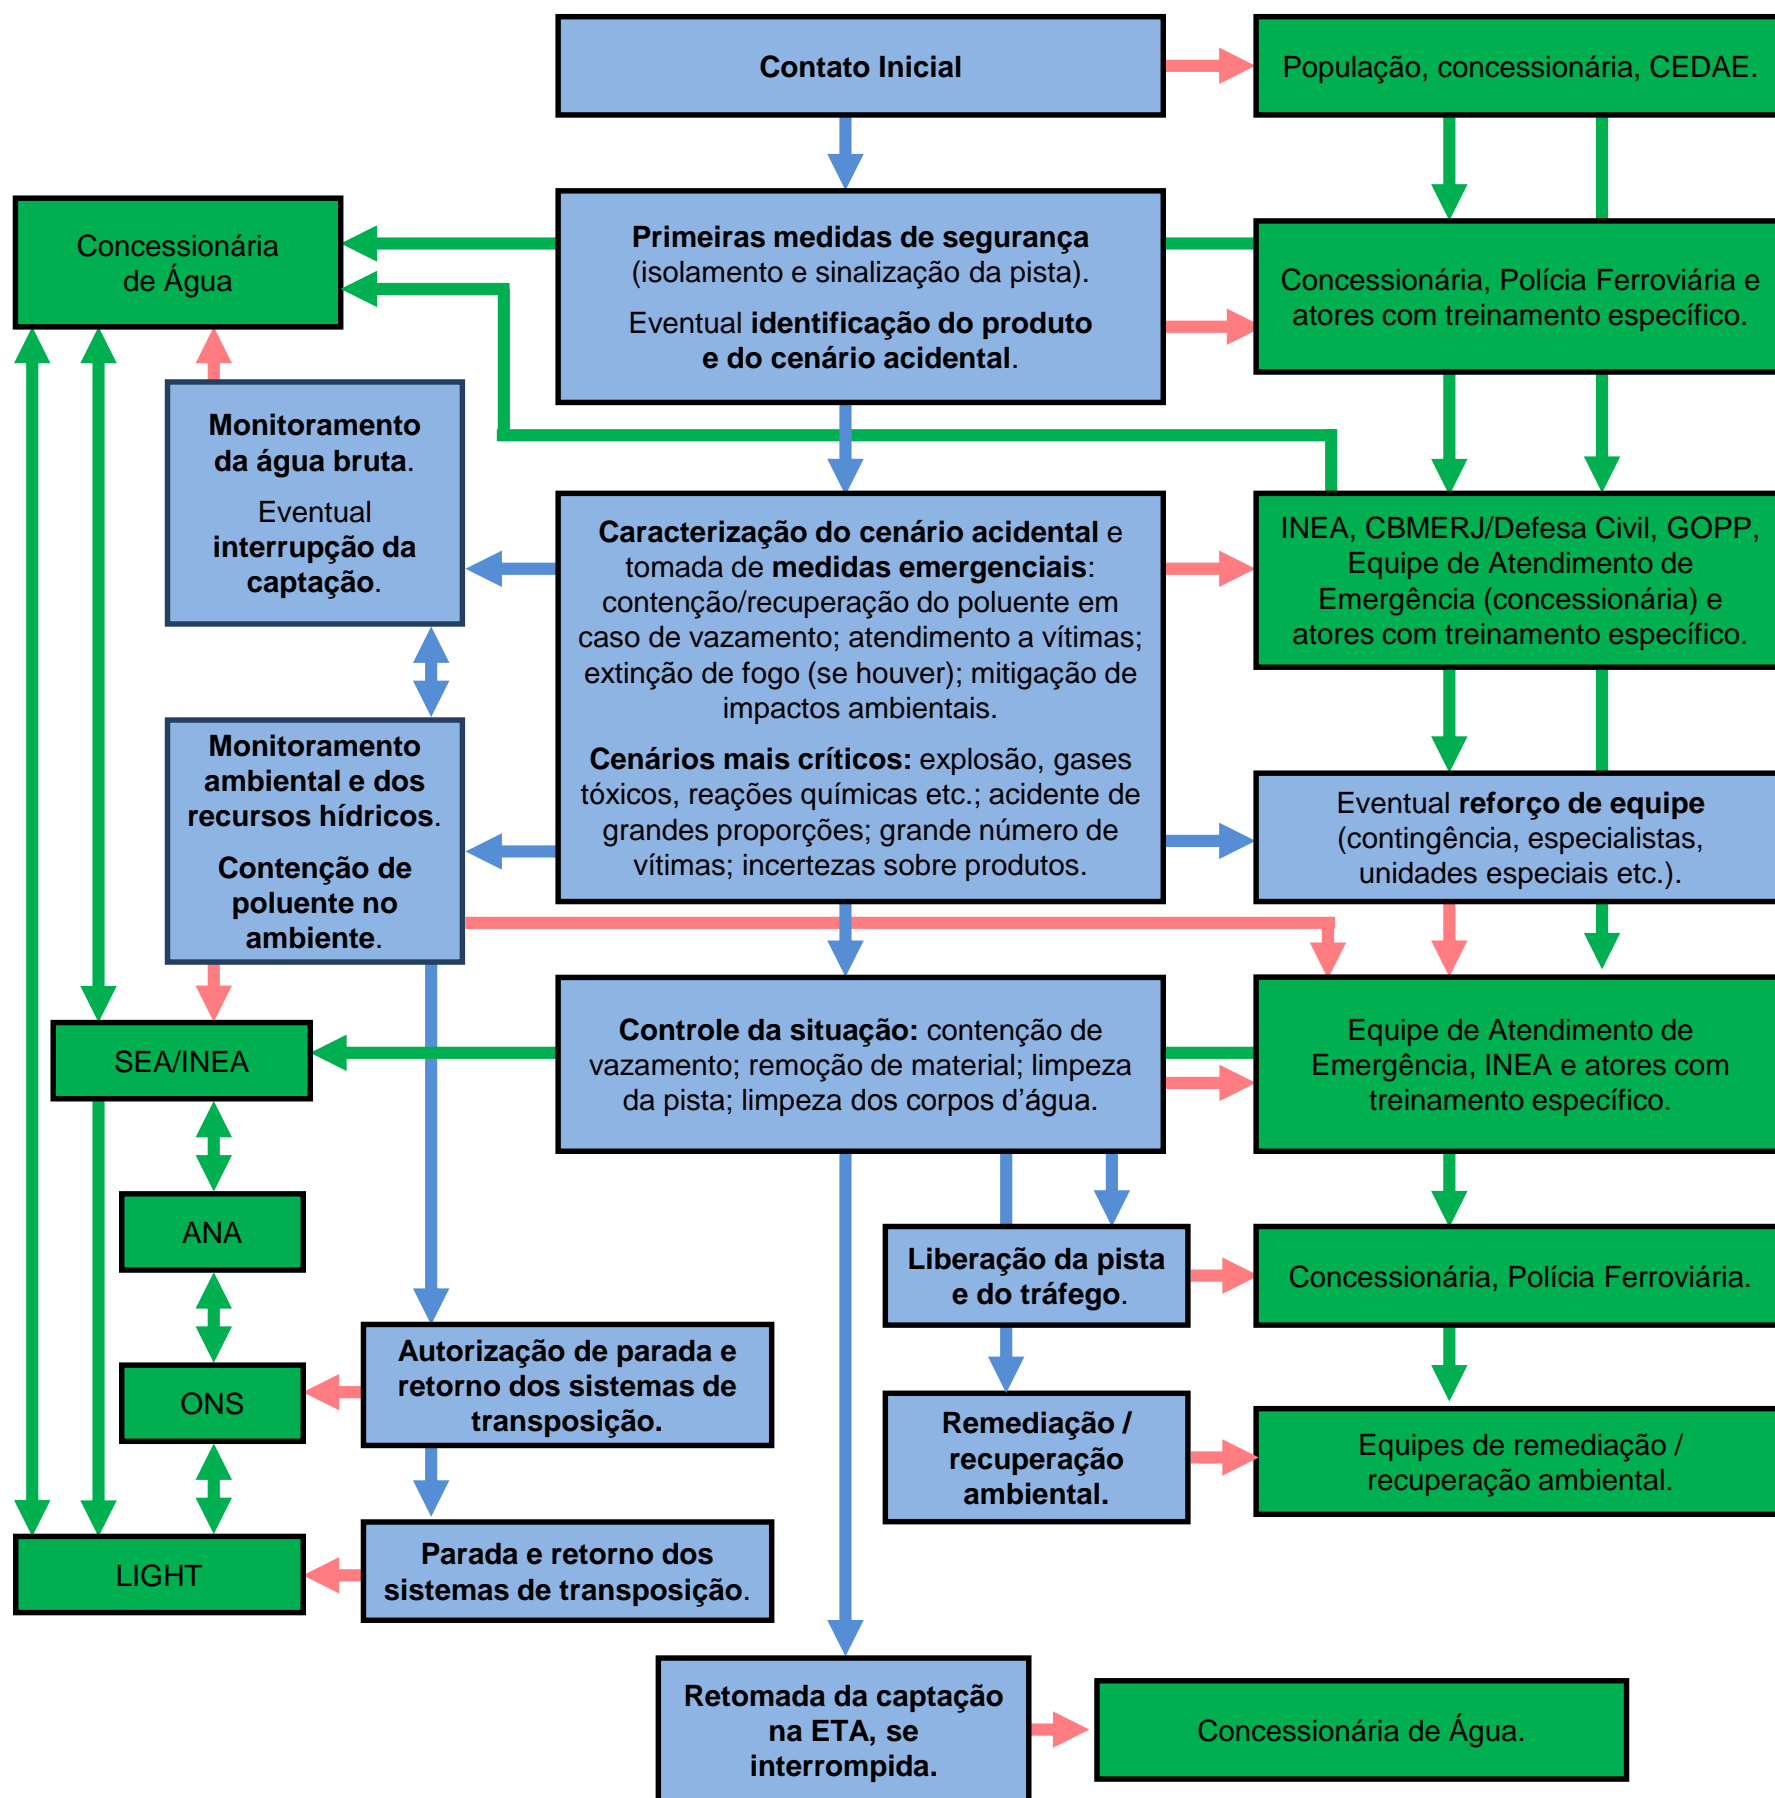 Contato Inicial
População, concessionária, CEDAE.
Concessionária
de Água
Primeiras medidas de segurança
(isolamento e sinalização da pista).
Eventual identificação do produto
e do cenário acidental.
Concessionária, Polícia Ferroviária e
atores com treinamento específico.
Monitoramento
da água bruta.
Eventual
interrupção da
captação.
Caracterização do cenário acidental e
tomada de medidas emergenciais:
contenção/recuperação do poluente em
caso de vazamento; atendimento a vítimas;
extinção de fogo (se houver); mitigação de
impactos ambientais.
Cenários mais críticos: explosão, gases
tóxicos, reações químicas etc.; acidente de
grandes proporções; grande número de
vítimas; incertezas sobre produtos.
INEA, CBMERJ/Defesa Civil, GOPP,
Equipe de Atendimento de
Emergência (concessionária) e
atores com treinamento específico.
Monitoramento
ambiental e dos
recursos hídricos.
Contenção de
poluente no
ambiente.
Eventual reforço de equipe
(contingência, especialistas,
unidades especiais etc.).
SEA/INEA
Controle da situação: contenção de
vazamento; remoção de material; limpeza
da pista; limpeza dos corpos d’água.
Equipe de Atendimento de
Emergência, INEA e atores com
treinamento específico.
ANA
Liberação da pista
e do tráfego.
Concessionária, Polícia Ferroviária.
ONS
Autorização de parada e
retorno dos sistemas de
transposição.
Remediação /
recuperação
ambiental.
Equipes de remediação /
recuperação ambiental.
LIGHT
Parada e retorno dos
sistemas de transposição.
Retomada da captação
na ETA, se
interrompida.
Concessionária de Água.